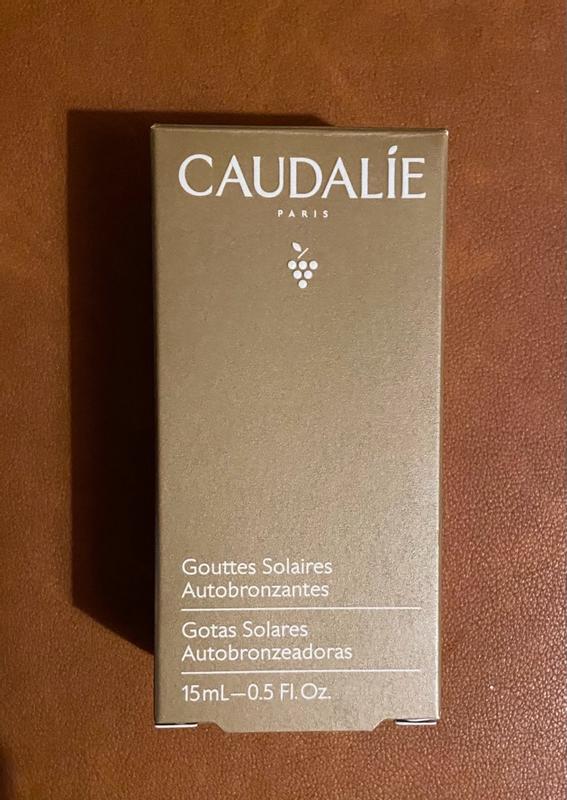 CAUDALÍE
PARIS
Gouttes Solaires
Autobronzantes
Gotas Solares
Autobronzeadoras
15mL–0.5 Fl. Oz.